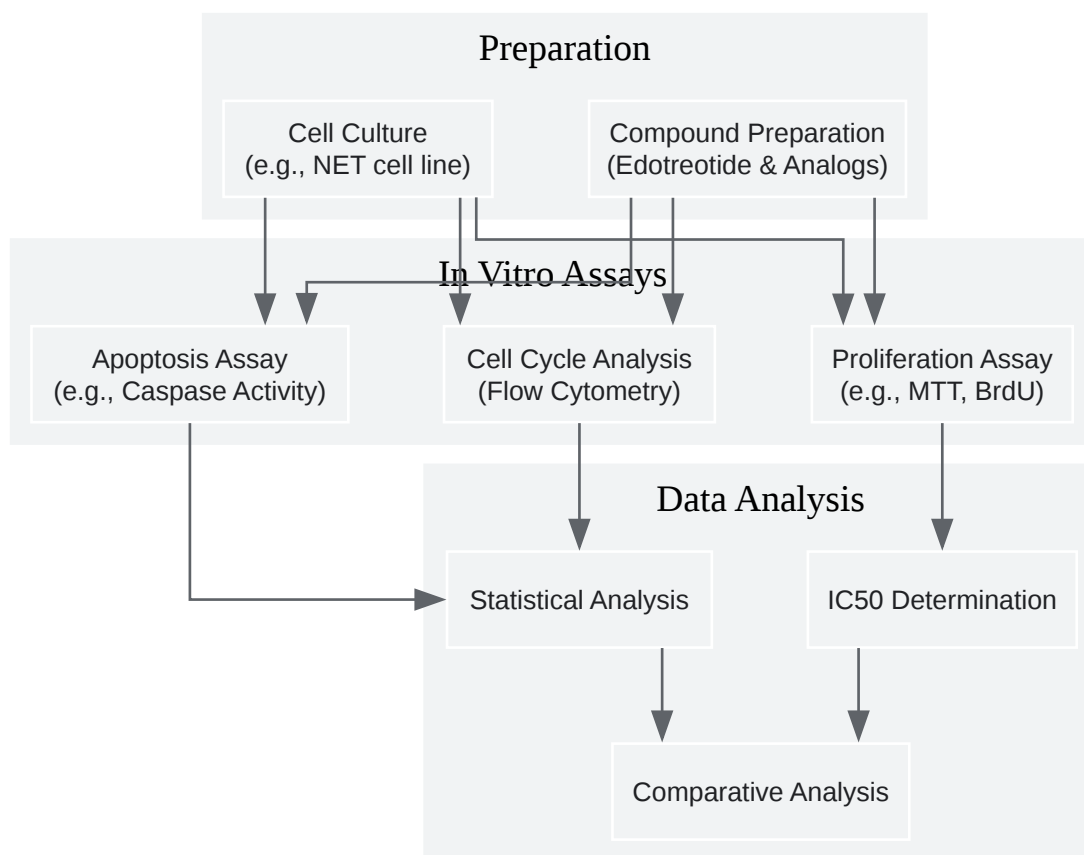 Preparation
Cell Culture
(e.g., NET cell line)
Compound Preparation
(Edotreotide & Analogs)
In Vitro Assays
Apoptosis Assay
(e.g., Caspase Activity)
Cell Cycle Analysis
(Flow Cytometry)
Proliferation Assay
(e.g., MTT, BrdU)
Data Analysis
Statistical Analysis
IC50 Determination
Comparative Analysis